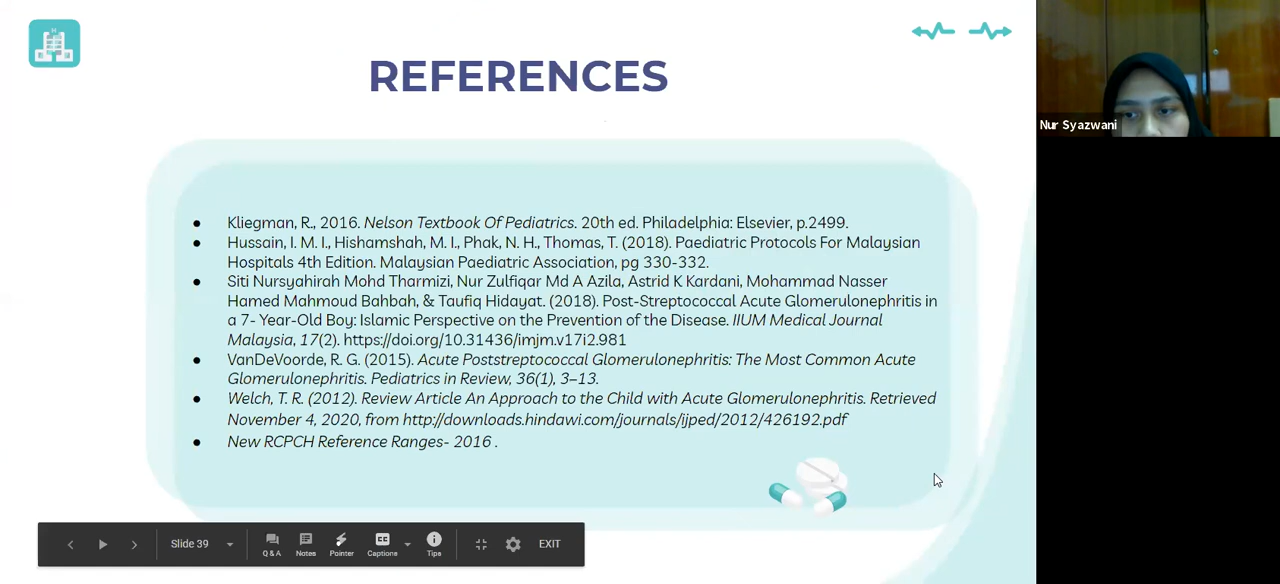 REFERENCES
● Kliegman, R., 2016. Nelson Textbook Of Pediatrics. 20th ed. Philadelphia: Elsevier, p.2499.
● Hussain, I. M. I., Hishamshah, M. I., Phak, N. H., Thomas, T. (2018). Paediatric Protocols For Malaysian
Hospitals 4th Edition. Malaysian Paediatric Association, pg 330-332.
● Siti Nursyahirah Mohd Tharmizi, Nur Zulfiqar Md A Azila, Astrid K Kardani, Mohammad Nasser
Hamed Mahmoud Bahbah, & Taufiq Hidayat. (2018). Post-Streptococcal Acute Glomerulonephritis in
a 7- Year-Old Boy: Islamic Perspective on the Prevention of the Disease. IIUM Medical Journal
Malaysia, 17(2). https://doi.org/10.31436/imjm.v17i2.981
● VanDeVoorde, R. G. (2015). Acute Poststreptococcal Glomerulonephritis: The Most Common Acute
Glomerulonephritis. Pediatrics in Review, 36(1), 3–13.
● Welch, T. R. (2012). Review Article An Approach to the Child with Acute Glomerulonephritis. Retrieved
November 4, 2020, from http://downloads.hindawi.com/journals/ijped/2012/426192.pdf
● New RCPCH Reference Ranges- 2016 .
Nur Syazwani
Slide 39
Q & A
Notes
Pointer
Captions
Tips
EXIT